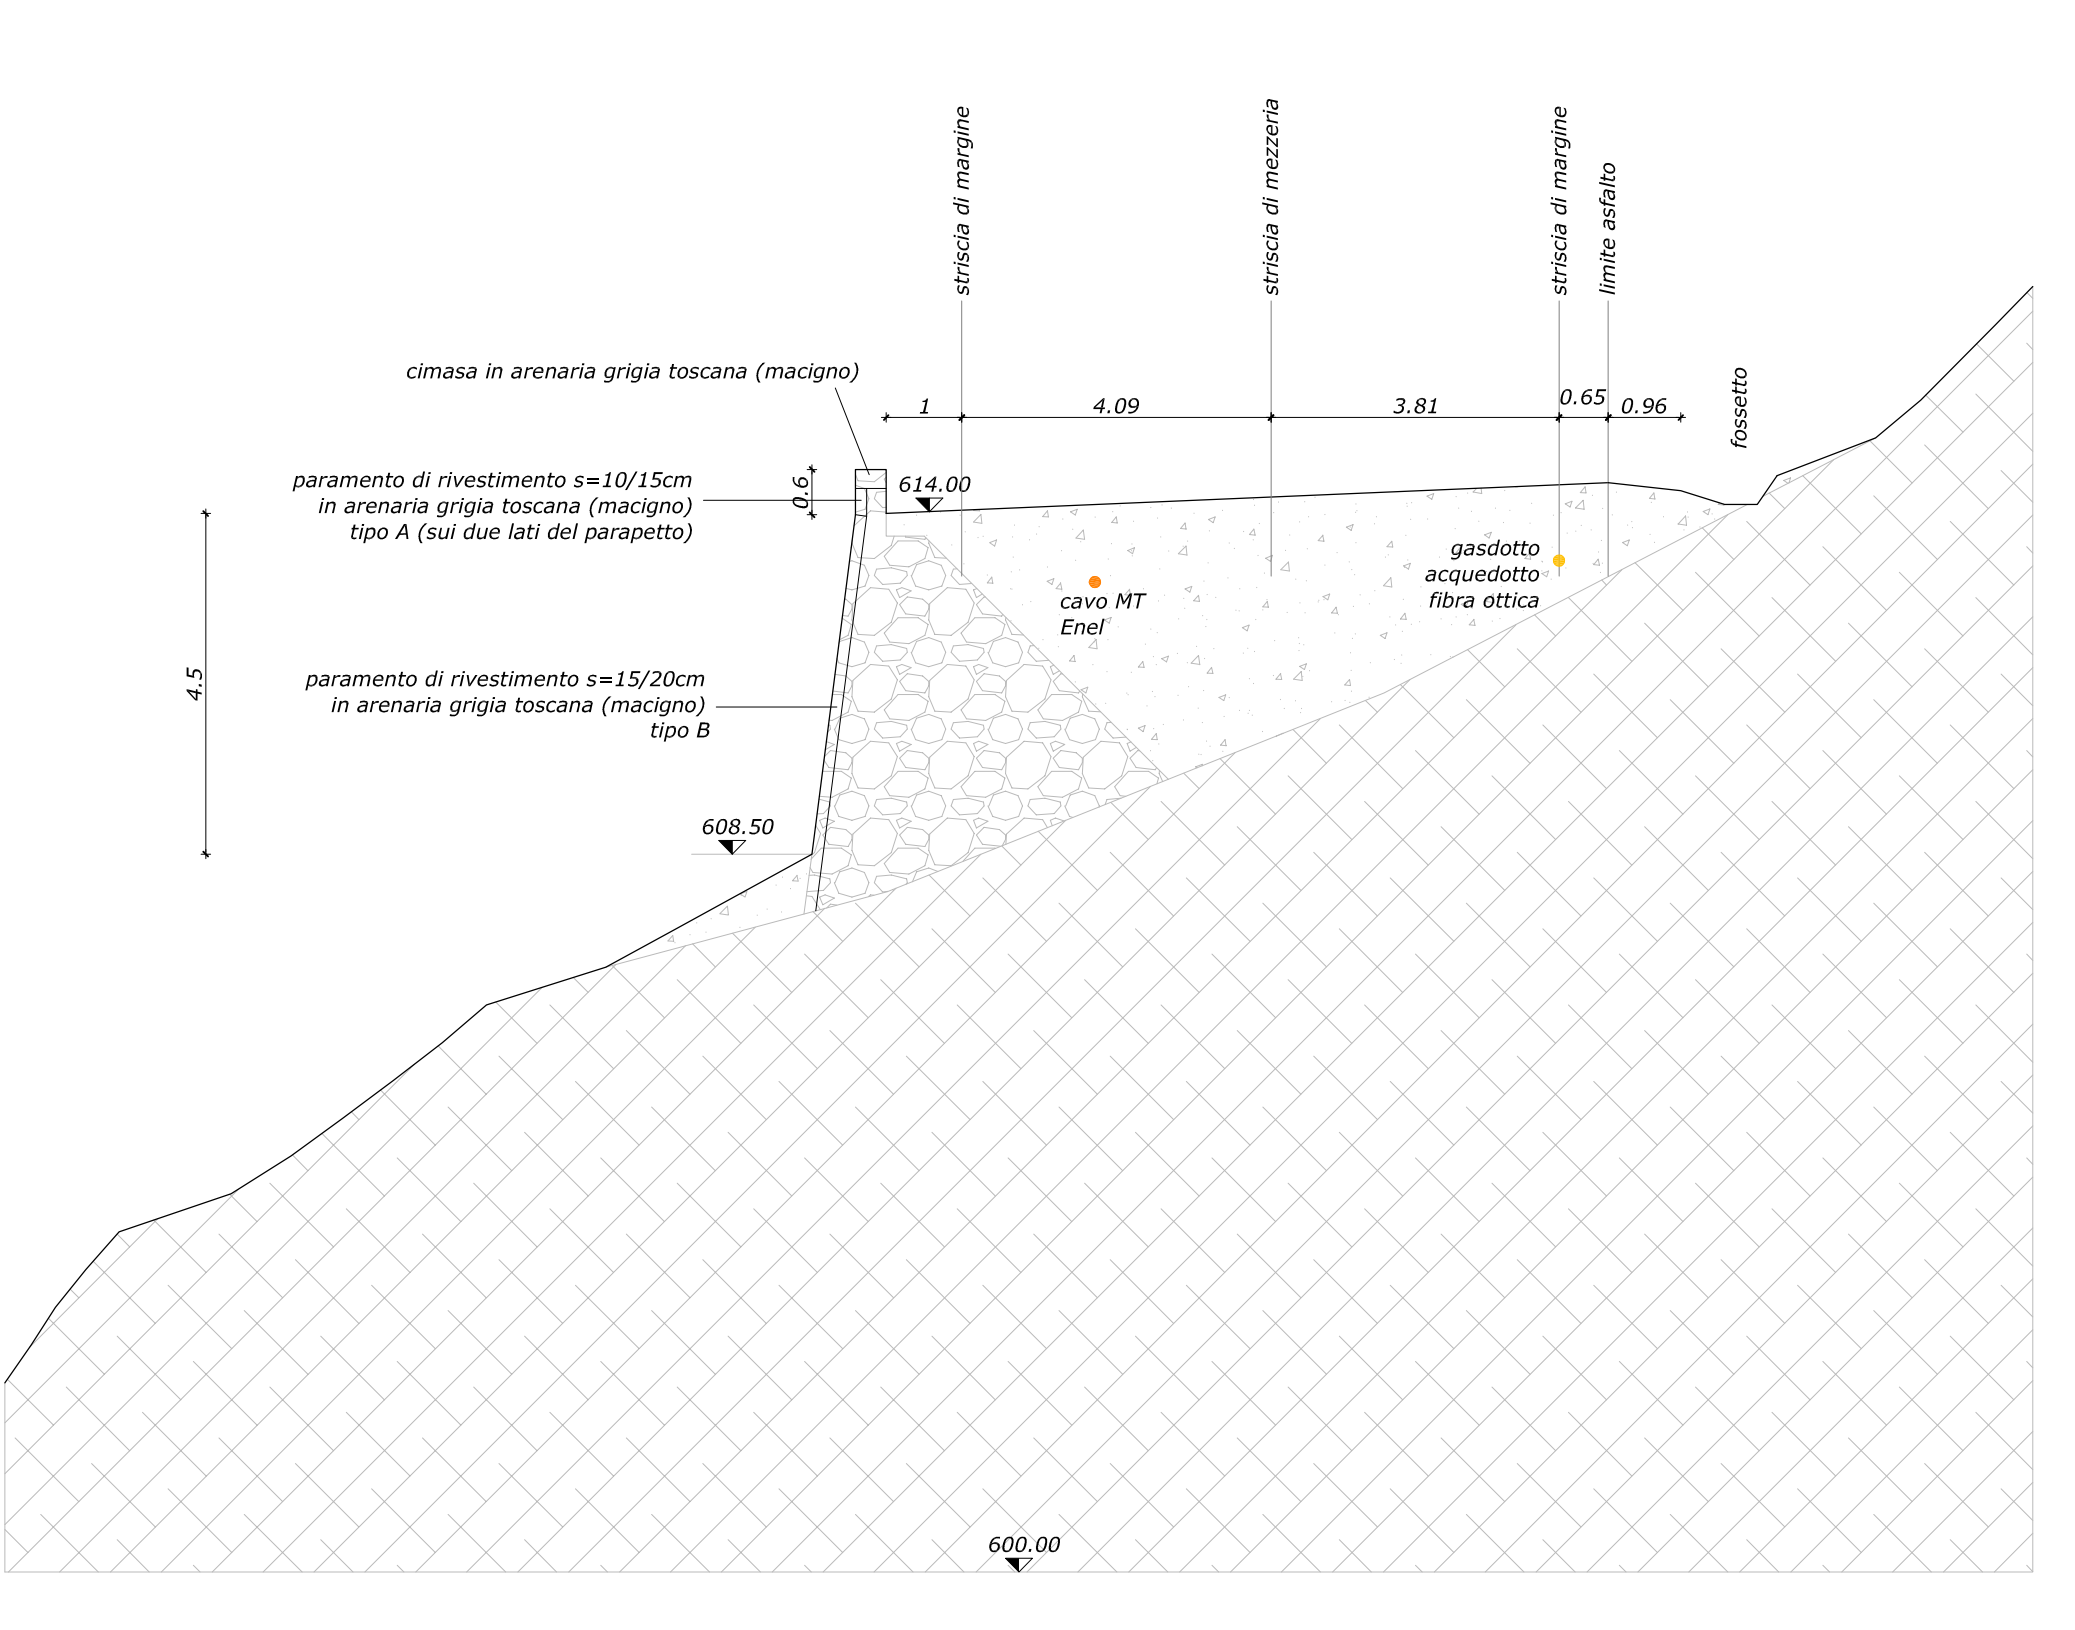 striscia di margine
striscia di mezzeria
striscia di margine
limite asfalto
fossetto
cimasa in arenaria grigia toscana (macigno)
1
4.09
3.81
0.65
0.96
paramento di rivestimento s=10/15cm
in arenaria grigia toscana (macigno)
tipo A (sui due lati del parapetto)
0.6
614.00
gasdotto
acquedotto
fibra ottica
cavo MT
Enel
4.5
paramento di rivestimento s=15/20cm
in arenaria grigia toscana (macigno)
tipo B
608.50
600.00